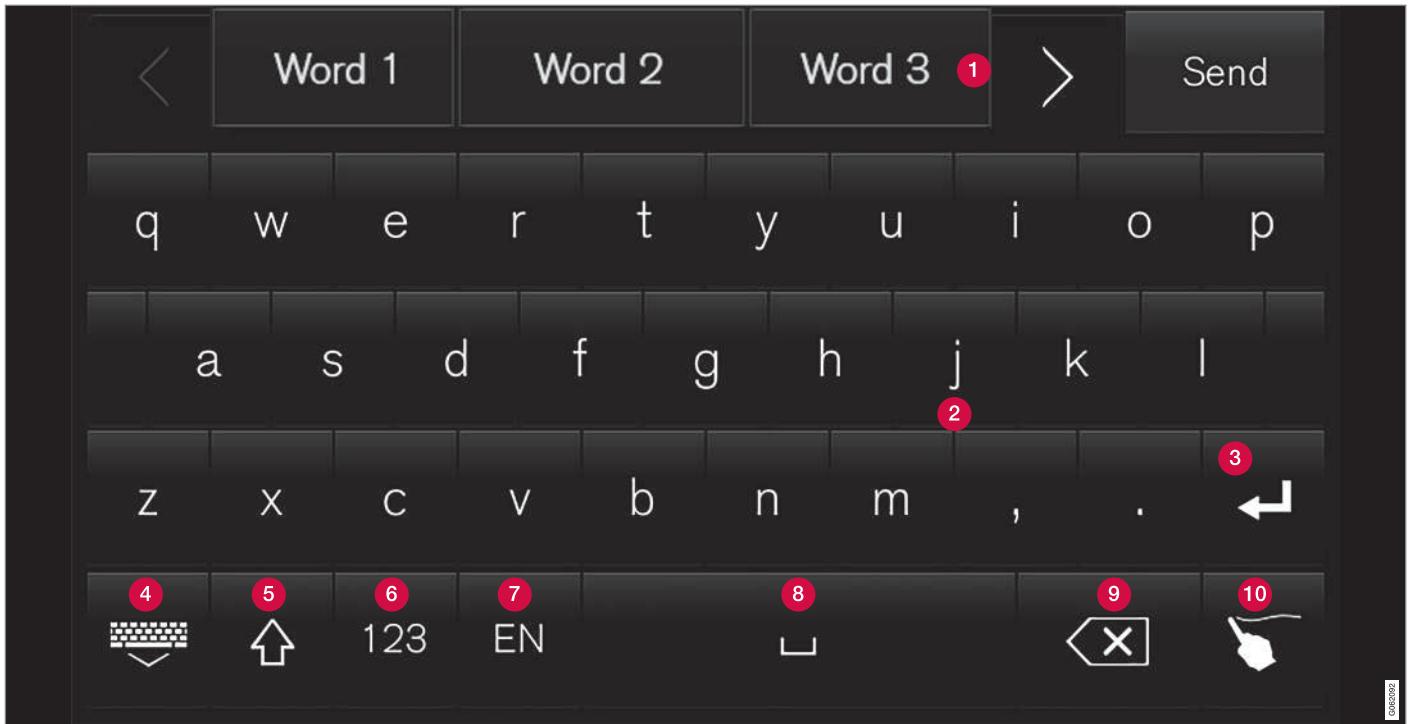 Word 1 Word 2 Word 3 1 Send
q w e r t y u i o p
a s d f g h j k l
2
3
z x c v b n m , .
4 5 6 7 8 9 10
123 EN
G062092